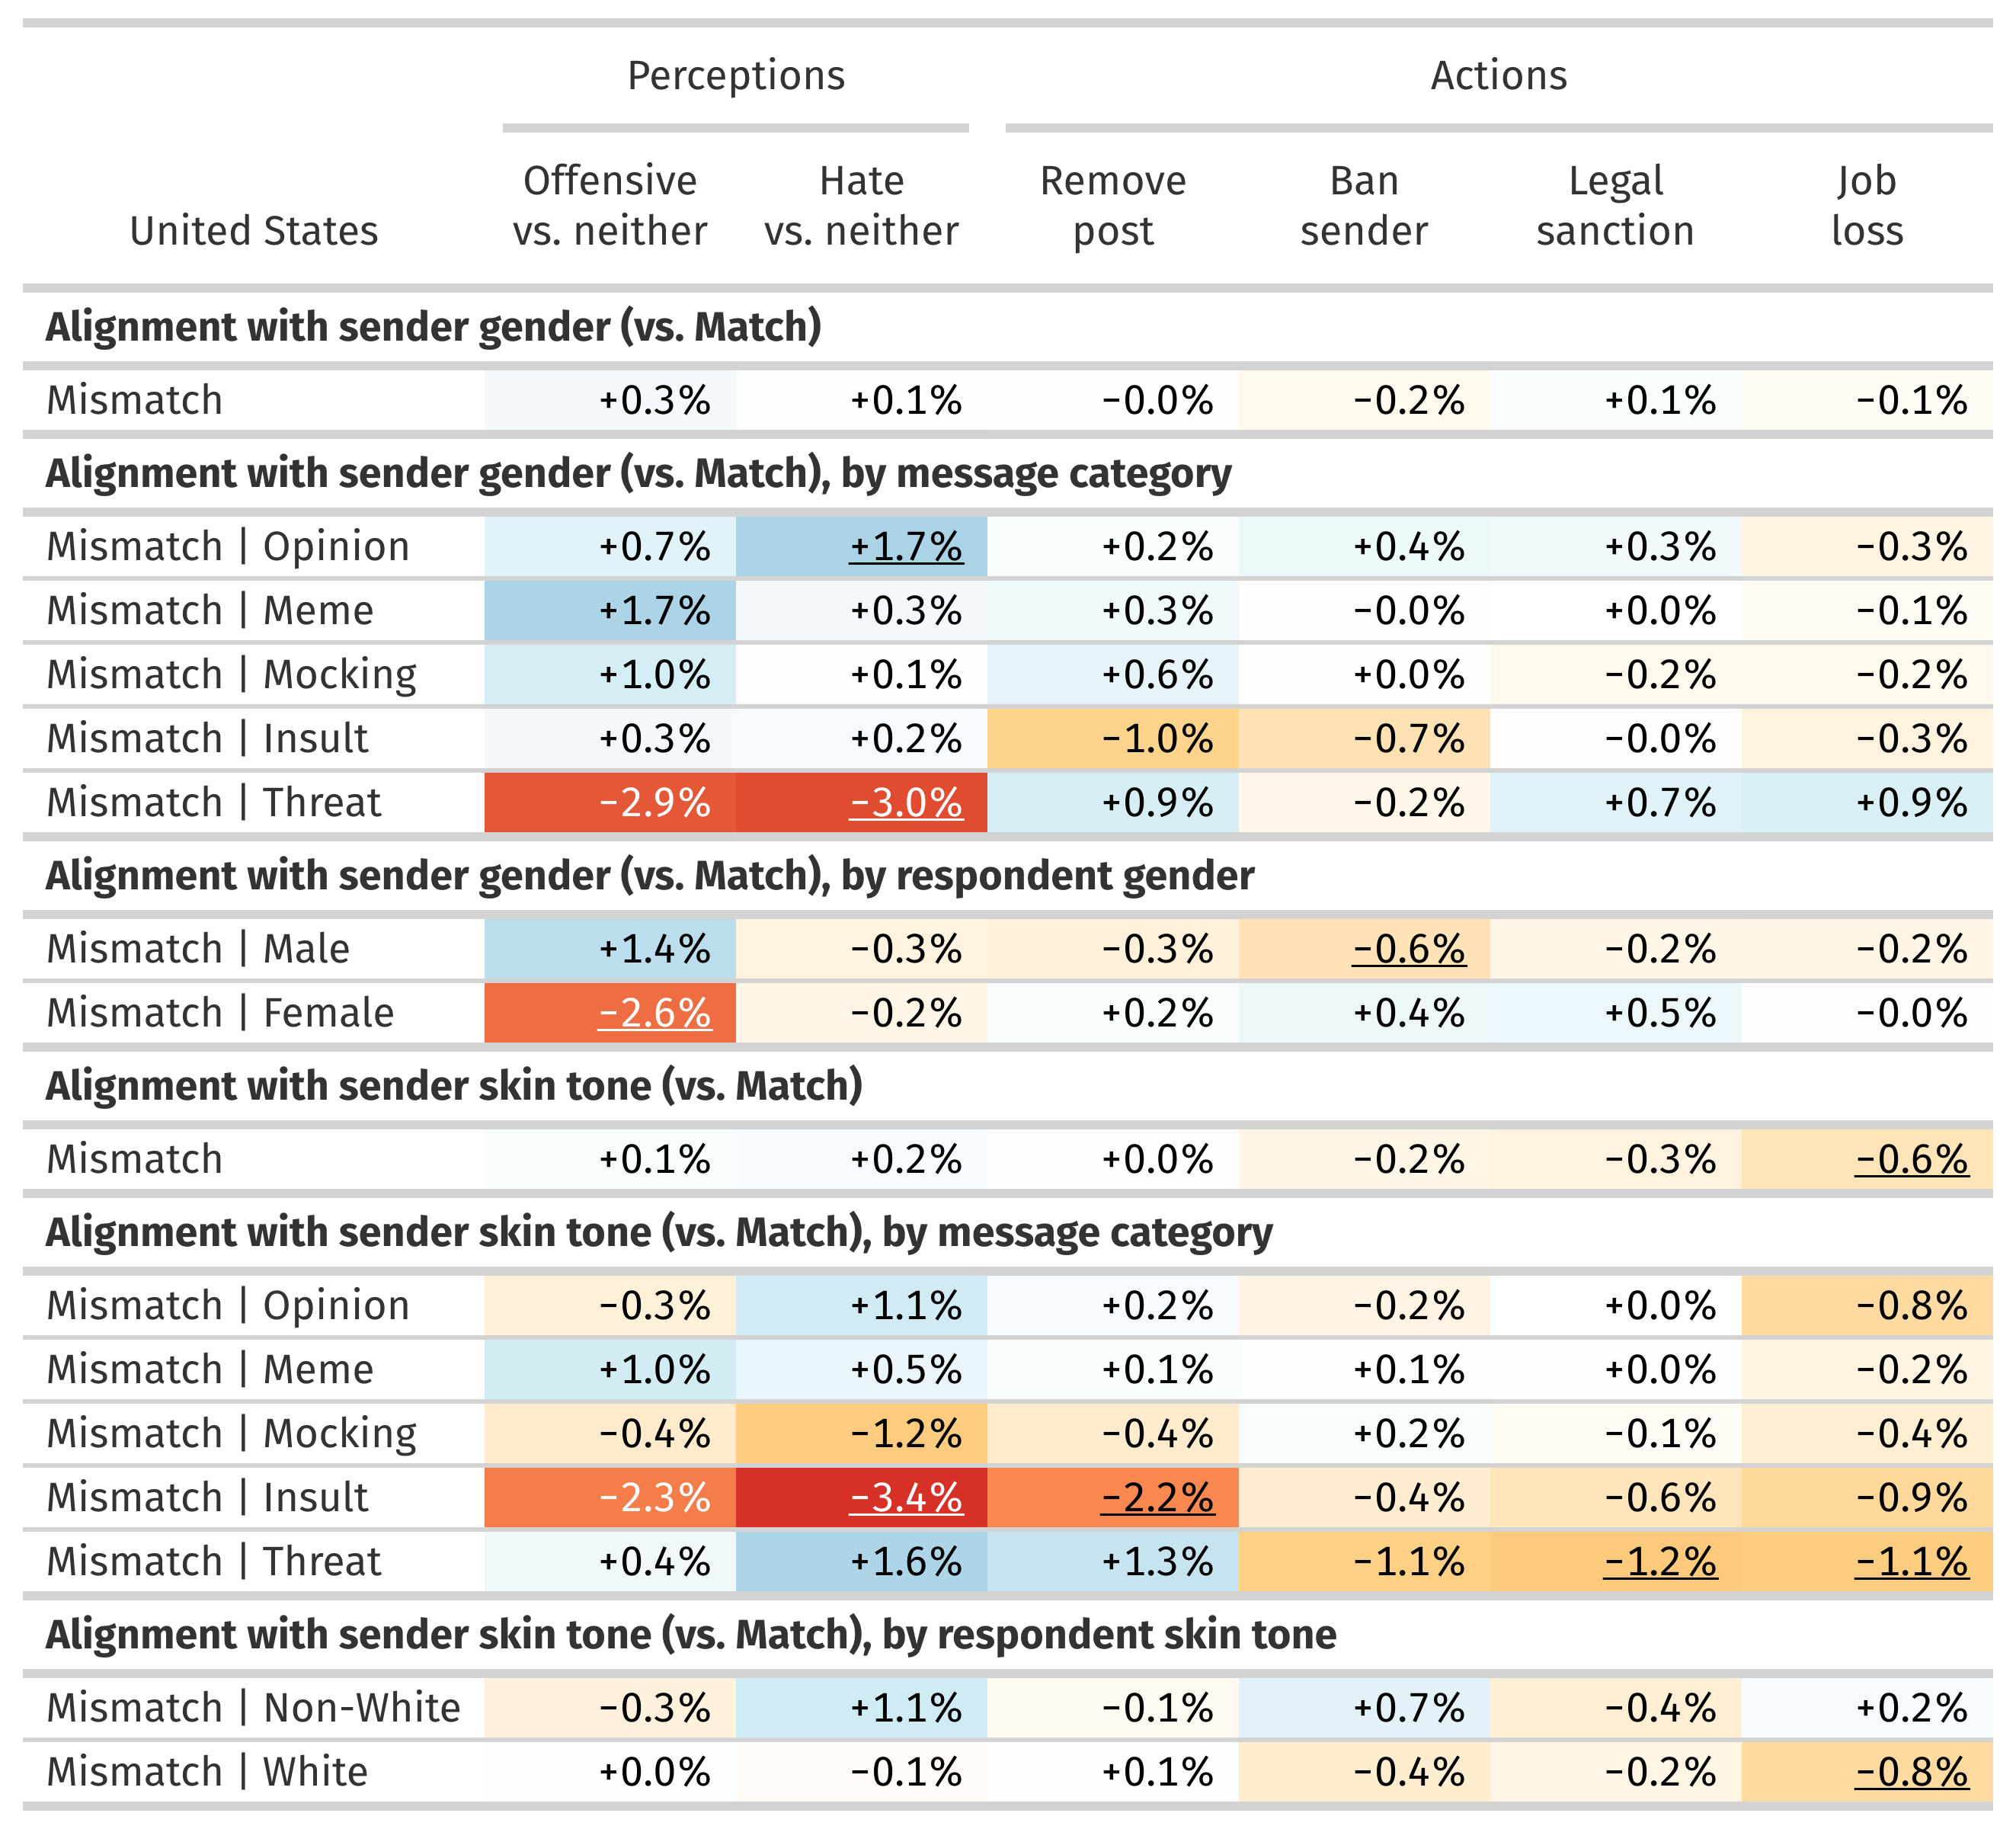 Perceptions Actions
Offensive Hate Remove Ban Legal Job
United States vs. neither vs. neither post sender sanction loss
Alignment with sender gender (vs. Match)
Mismatch +0.3% +0.1% −0.0% −0.2% +0.1% −0.1%
Alignment with sender gender (vs. Match), by message category
Mismatch | Opinion +0.7% +1.7% +0.2% +0.4% +0.3% −0.3%
Mismatch | Meme +1.7% +0.3% +0.3% −0.0% +0.0% −0.1%
Mismatch | Mocking +1.0% +0.1% +0.6% +0.0% −0.2% −0.2%
Mismatch | Insult +0.3% +0.2% −1.0% −0.7% −0.0% −0.3%
Mismatch | Threat −2.9% −3.0% +0.9% −0.2% +0.7% +0.9%
Alignment with sender gender (vs. Match), by respondent gender
Mismatch | Male +1.4% −0.3% −0.3% −0.6% −0.2% −0.2%
Mismatch | Female −2.6% −0.2% +0.2% +0.4% +0.5% −0.0%
Alignment with sender skin tone (vs. Match)
Mismatch +0.1% +0.2% +0.0% −0.2% −0.3% −0.6%
Alignment with sender skin tone (vs. Match), by message category
Mismatch | Opinion −0.3% +1.1% +0.2% −0.2% +0.0% −0.8%
Mismatch | Meme +1.0% +0.5% +0.1% +0.1% +0.0% −0.2%
Mismatch | Mocking −0.4% −1.2% −0.4% +0.2% −0.1% −0.4%
Mismatch | Insult −2.3% −3.4% −2.2% −0.4% −0.6% −0.9%
Mismatch | Threat +0.4% +1.6% +1.3% −1.1% −1.2% −1.1%
Alignment with sender skin tone (vs. Match), by respondent skin tone
Mismatch | Non-White −0.3% +1.1% −0.1% +0.7% −0.4% +0.2%
Mismatch | White +0.0% −0.1% +0.1% −0.4% −0.2% −0.8%